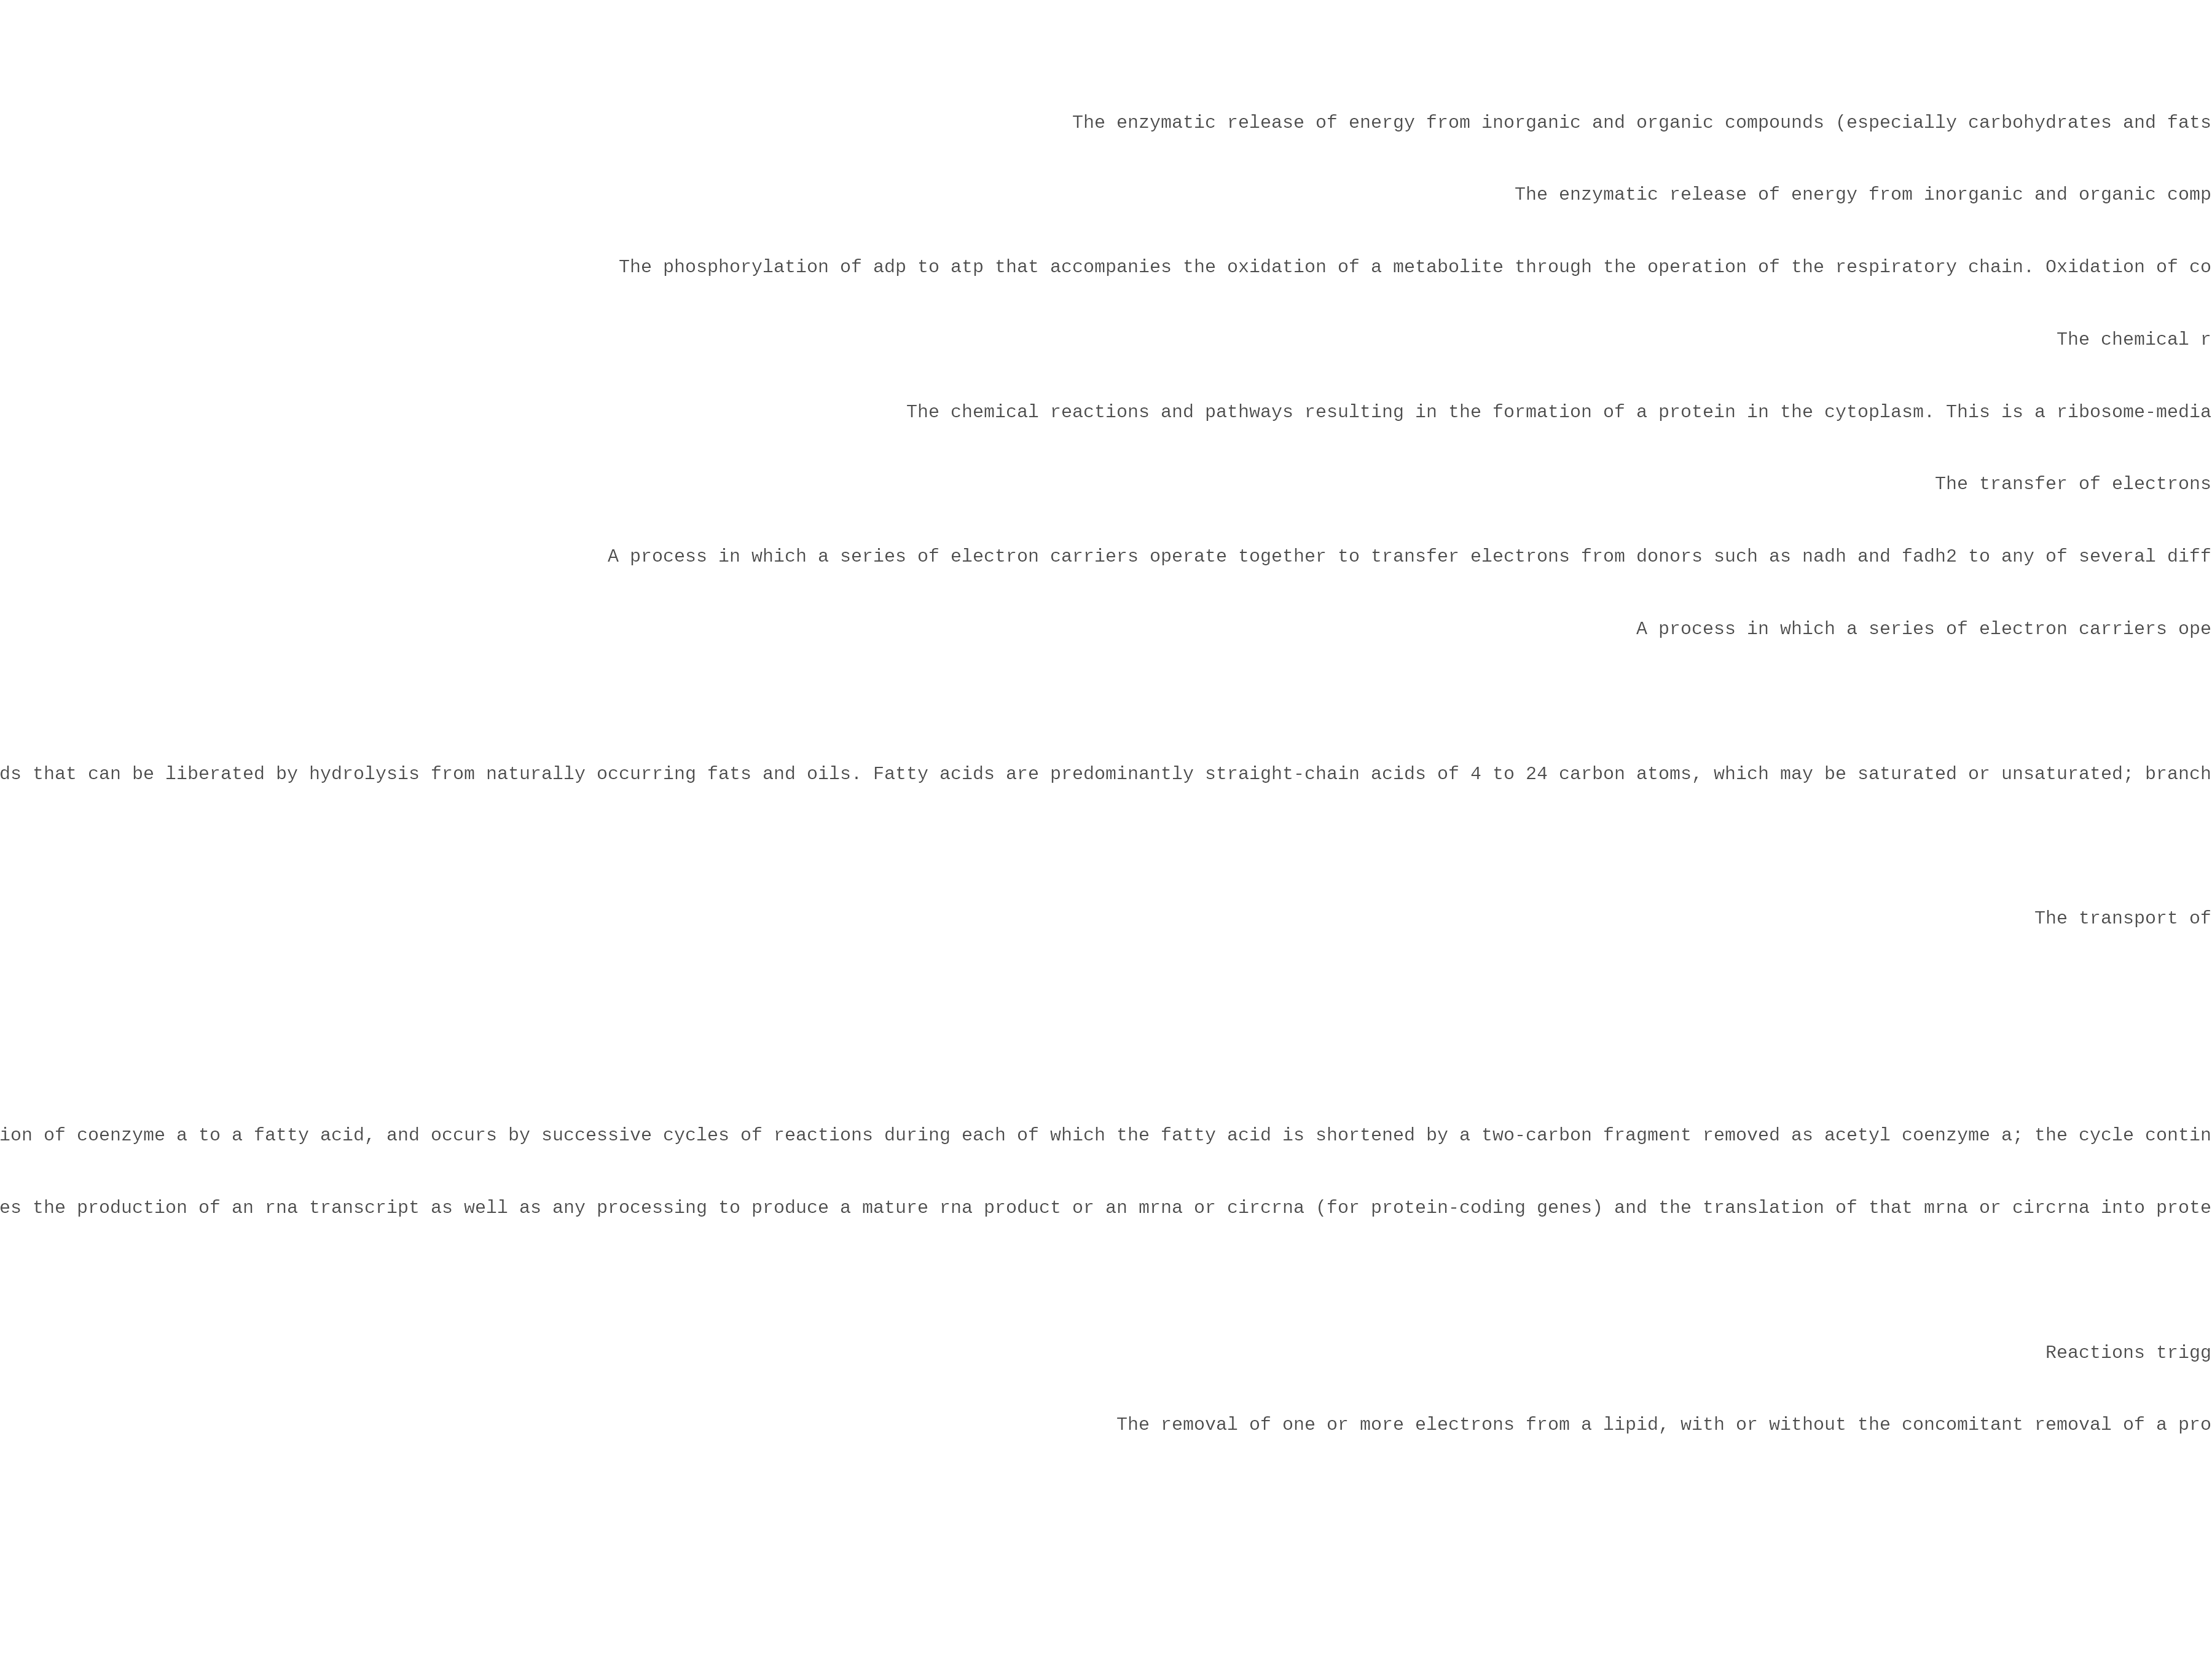 The enzymatic release of energy from inorganic and organic compounds (especially carbohydrates and fats
The enzymatic release of energy from inorganic and organic comp
The phosphorylation of adp to atp that accompanies the oxidation of a metabolite through the operation of the respiratory chain. Oxidation of co
The chemical r
The chemical reactions and pathways resulting in the formation of a protein in the cytoplasm. This is a ribosome-media
The transfer of electrons
A process in which a series of electron carriers operate together to transfer electrons from donors such as nadh and fadh2 to any of several diff
A process in which a series of electron carriers ope
ds that can be liberated by hydrolysis from naturally occurring fats and oils. Fatty acids are predominantly straight-chain acids of 4 to 24 carbon atoms, which may be saturated or unsaturated; branch
The transport of
ion of coenzyme a to a fatty acid, and occurs by successive cycles of reactions during each of which the fatty acid is shortened by a two-carbon fragment removed as acetyl coenzyme a; the cycle contin
es the production of an rna transcript as well as any processing to produce a mature rna product or an mrna or circrna (for protein-coding genes) and the translation of that mrna or circrna into prote
Reactions trigg
The removal of one or more electrons from a lipid, with or without the concomitant removal of a pro